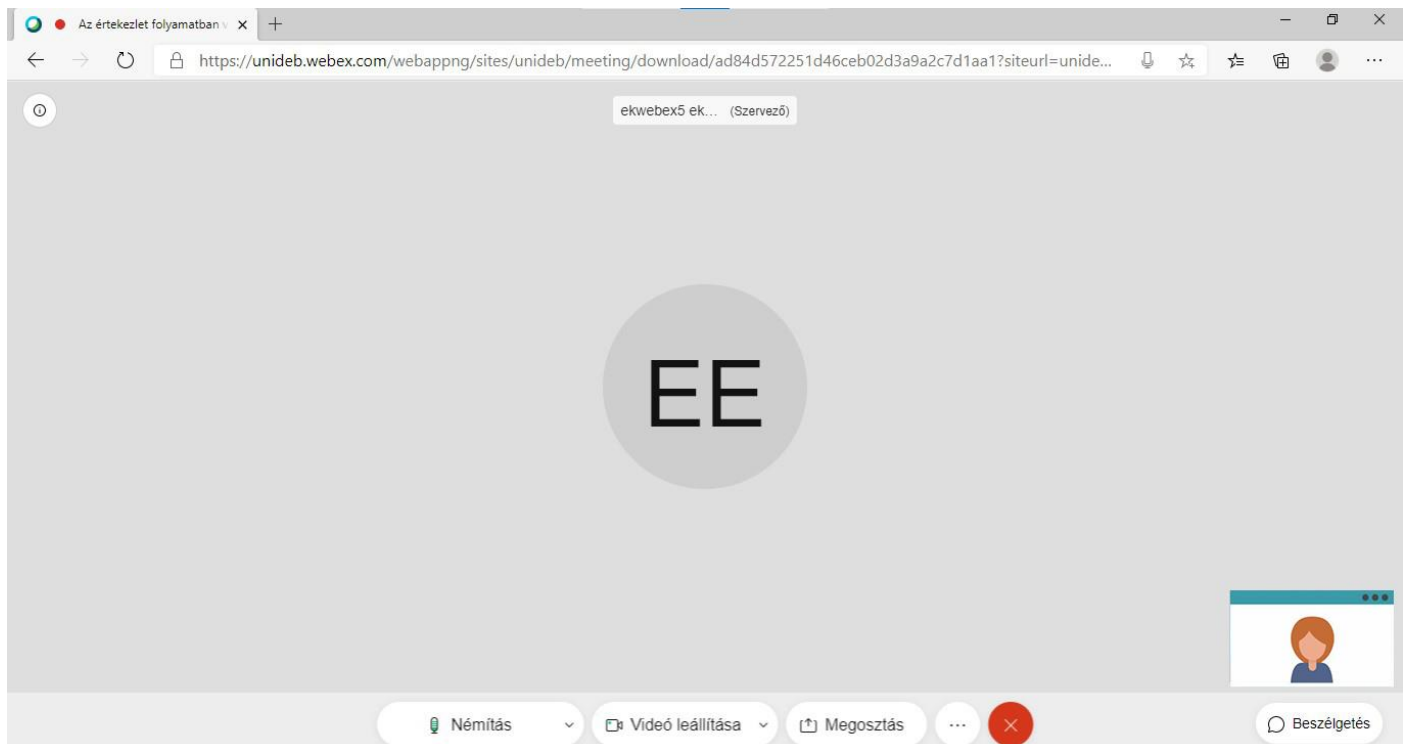 Az értekezlet folyamatban v
https://unideb.webex.com/webappng/sites/unideb/meeting/download/ad84d572251d46ceb02d3a9a2c7d1aa1?siteurl=unide...
ekwebex5 ek... (Szervező)
EE
Némítás
Videó leállítása
Megosztás
Beszélgetés